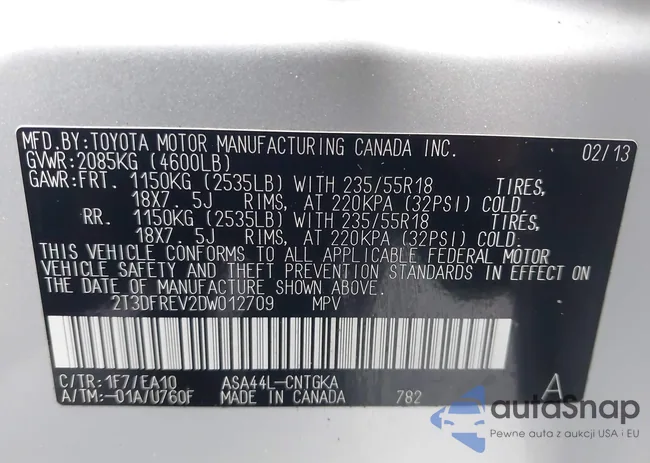 MFD.BY:TOYOTA MOTOR MANUFACTURING CANADA INC. 02/13
GVWR:2085KG (4600LB)
GAWR:FRT. 1150KG (2535LB) WITH 235/55R18 TIRES,
18X7. 5J RIMS, AT 220KPA (32PSI) COLD.
RR. 1150KG (2535LB) WITH 235/55R18 TIRES,
18X7. 5J RIMS, AT 220KPA (32PSI) COLD.
THIS VEHICLE CONFORMS TO ALL APPLICABLE FEDERAL MOTOR
VEHICLE SAFETY AND THEFT PREVENTION STANDARDS IN EFFECT ON
THE DATE OF MANUFACTURE SHOWN ABOVE.
2T3DFREV2DW012709 MPV
C/TR:1F7/EA10 ASA44L-CNTGKA
A/TM:-01A/U760F MADE IN CANADA 782 A
autoSnap
Pewne auta z aukcji USA i EU